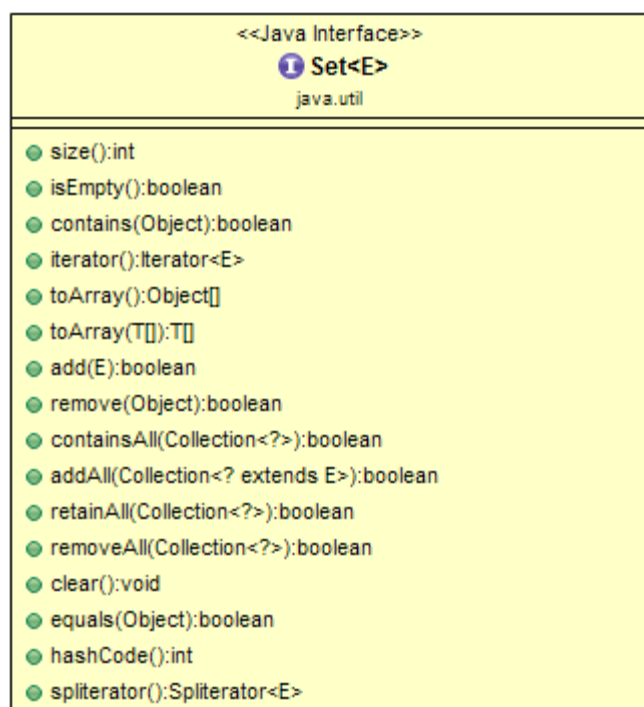 <<Java Interface>>
I Set<E>
java.util
size():int
isEmpty():boolean
contains(Object):boolean
iterator():Iterator<E>
toArray():Object[]
toArray(T[]):T[]
add(E):boolean
remove(Object):boolean
containsAll(Collection<?>):boolean
addAll(Collection<? extends E>):boolean
retainAll(Collection<?>):boolean
removeAll(Collection<?>):boolean
clear():void
equals(Object):boolean
hashCode():int
spliterator():Spliterator<E>